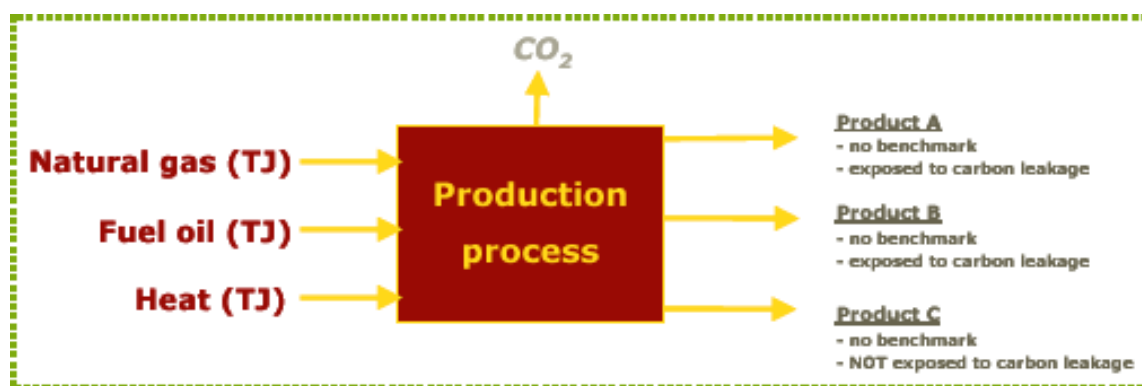 CO₂
Natural gas (TJ)
Fuel oil (TJ)
Heat (TJ)
Production
process
Product A
- no benchmark
- exposed to carbon leakage
Product B
- no benchmark
- exposed to carbon leakage
Product C
- no benchmark
- NOT exposed to carbon leakage